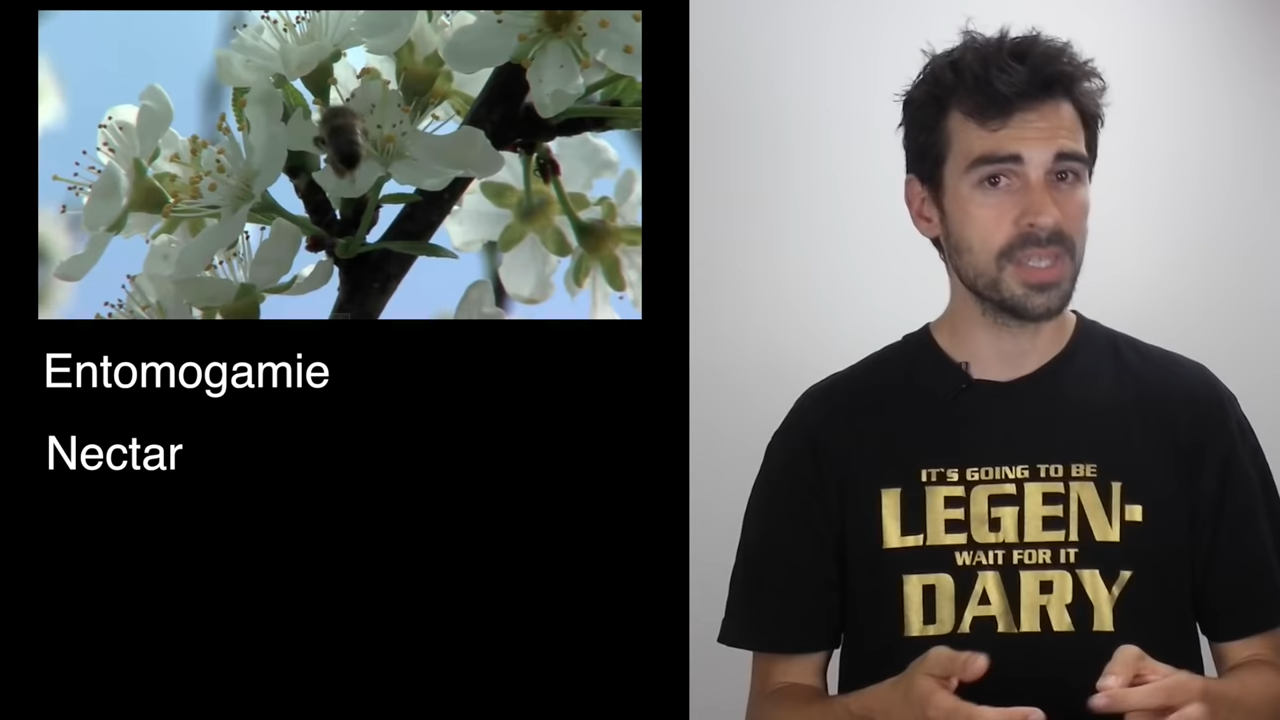 Entomogamie
Nectar
IT'S GOING TO BE
LEGEN-
WAIT FOR IT
DARY